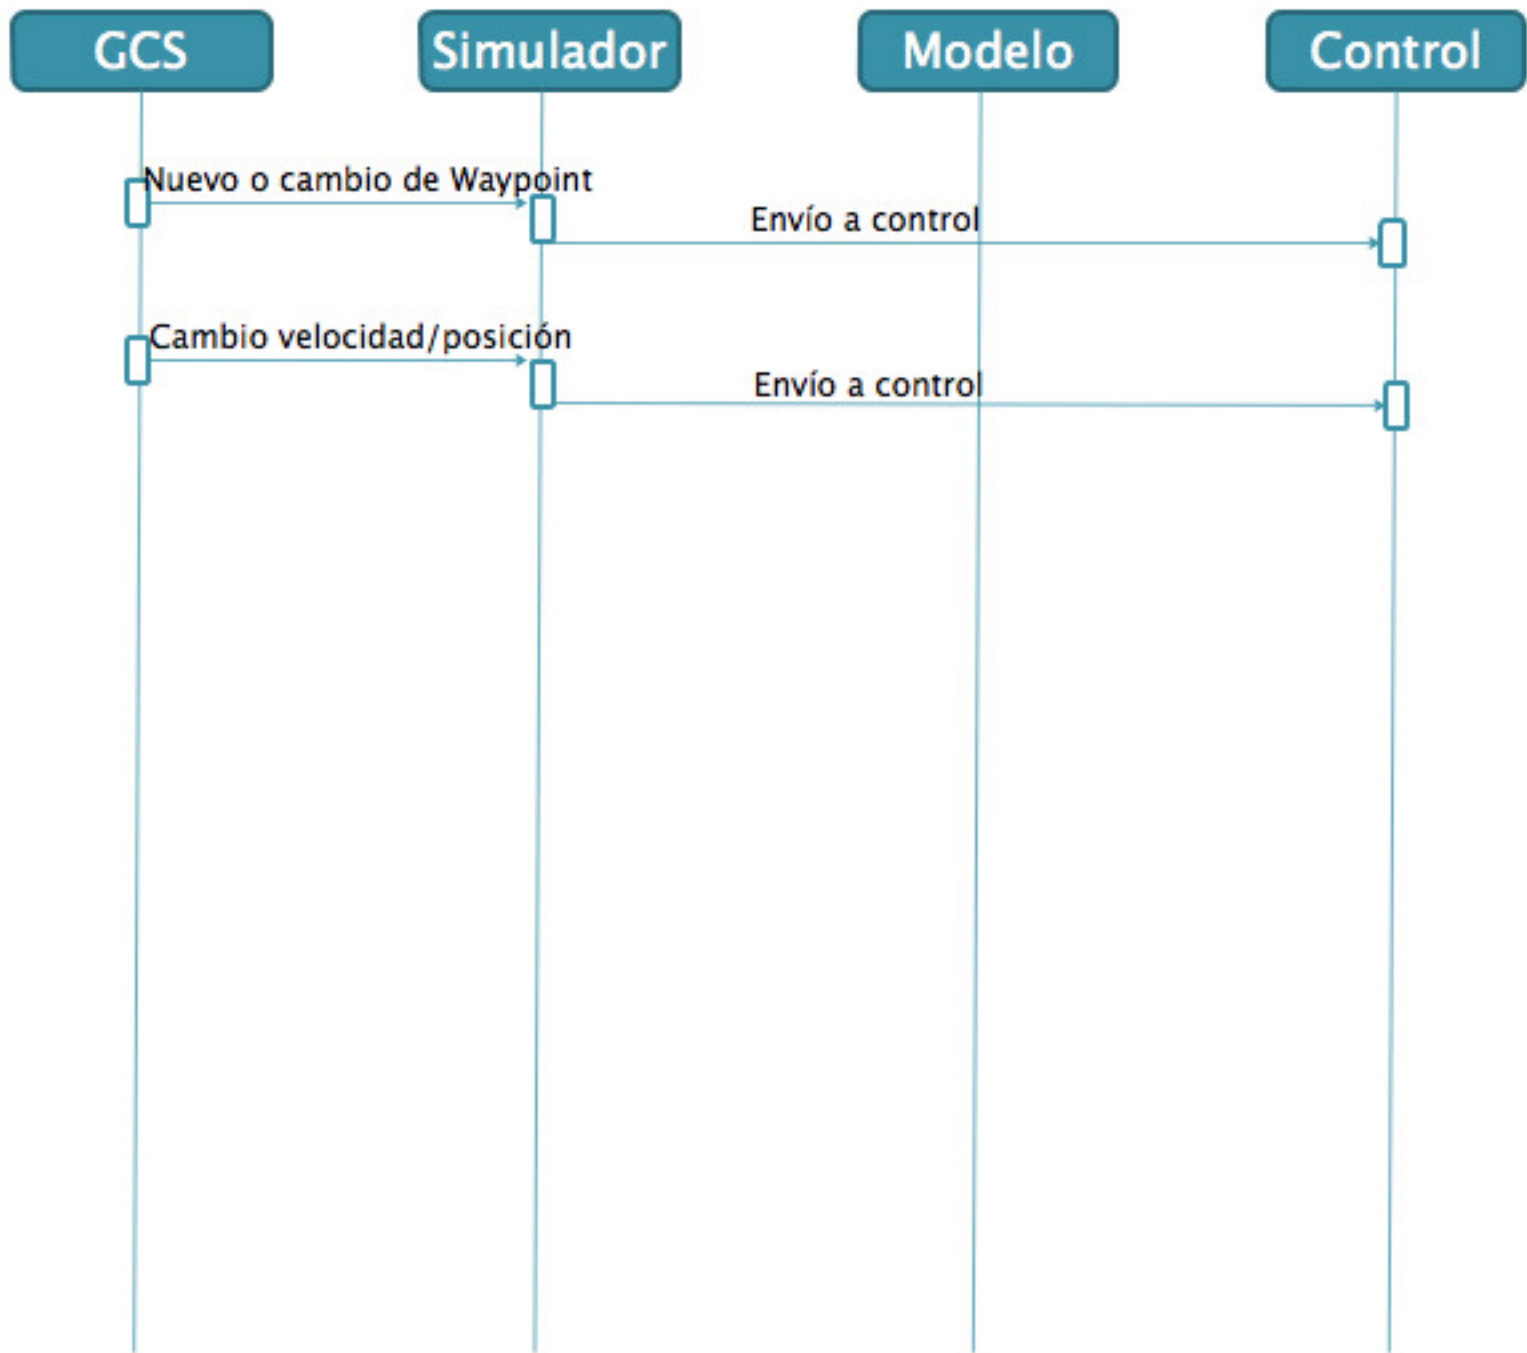 GCS
Simulador
Modelo
Control
Nuevo o cambio de Waypoint
Envío a control
Cambio velocidad/posición
Envío a control